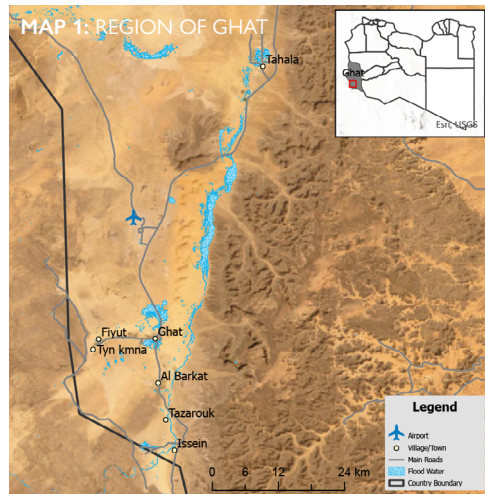 MAP 1: REGION OF GHAT
Ghat
Esri, USGS
Tahala
Fiyut
Ghat
Tyn kmna
Al Barkat
Tazarouk
Issein
0 6 12 24 km
Legend
Airport
Village/Town
Main Roads
Flood Water
Country Boundary